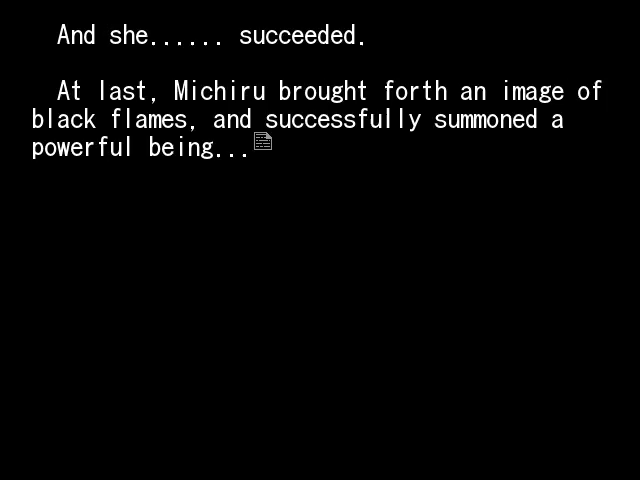 And she...... succeeded.
At last, Michiru brought forth an image of
black flames, and successfully summoned a
powerful being...